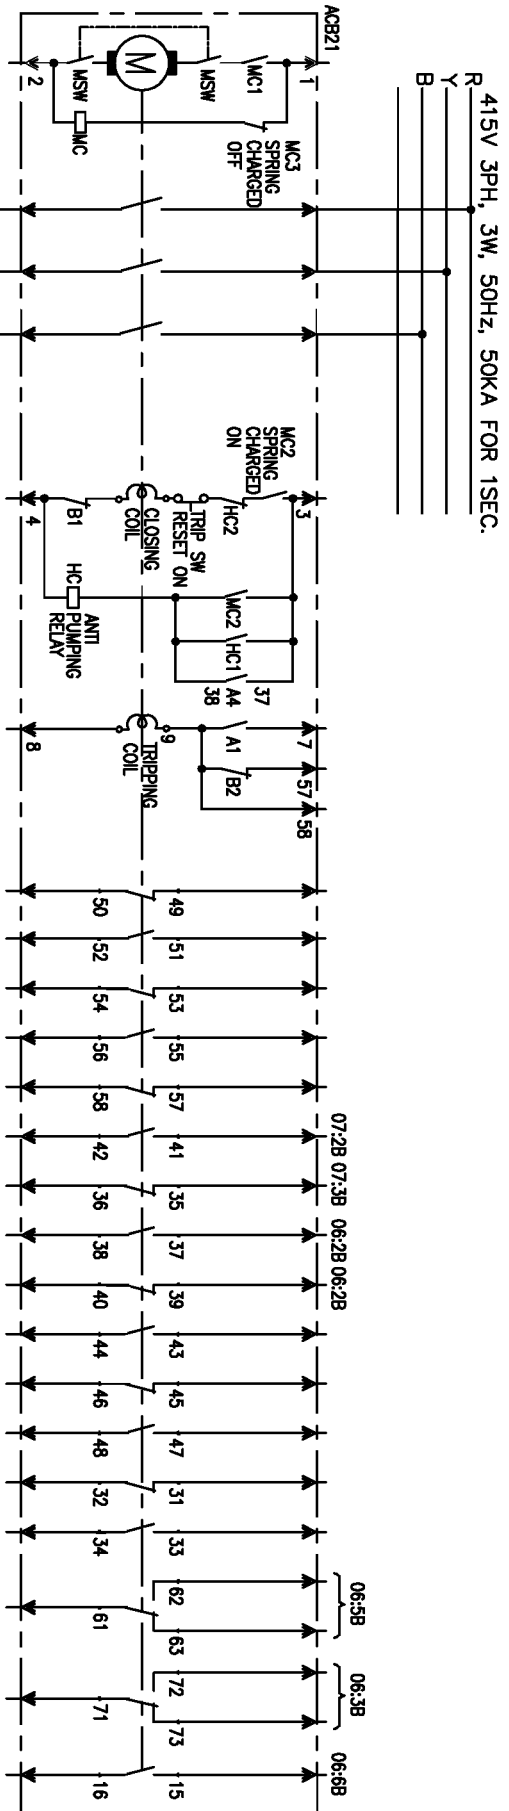 R
Y
B
415V 3PH, 3W, 50Hz, 50KA FOR 1SEC.
ACB21
1
MC1
MSW
M
MSW
2
MC3
SPRING
CHARGED
OFF
MC
MC2
SPRING
CHARGED
ON
3
HC2
TRIP SW
RESET ON
CLOSING
COIL
B1
4
MC2
HC1
37
A4
38
ANTI
PUMPING
RELAY
HC
7
A1
57
B2
58
9
TRIPPING
COIL
8
49
50
51
52
53
54
55
56
57
58
07:2B
41
42
07:3B
35
36
06:2B
37
38
06:2B
39
40
43
44
45
46
47
48
31
32
33
34
06:5B
62
63
61
06:3B
72
73
71
06:6B
15
16